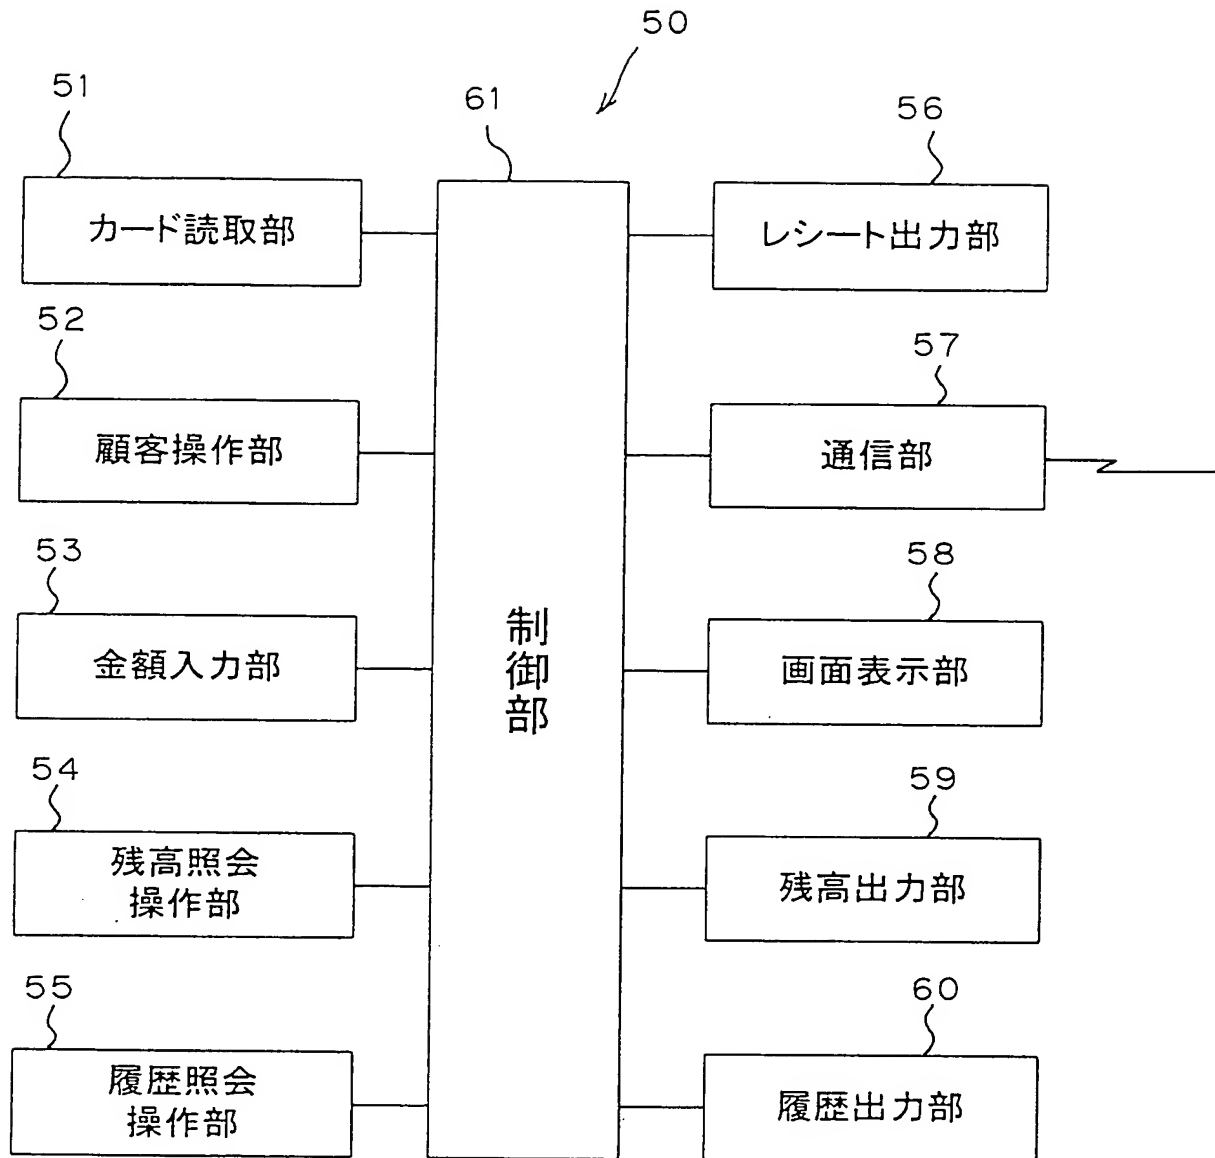 50
51
カード読取部
52
顧客操作部
53
金額入力部
54
残高照会
操作部
55
履歴照会
操作部
61
制御部
56
レシート出力部
57
通信部
58
画面表示部
59
残高出力部
60
履歴出力部